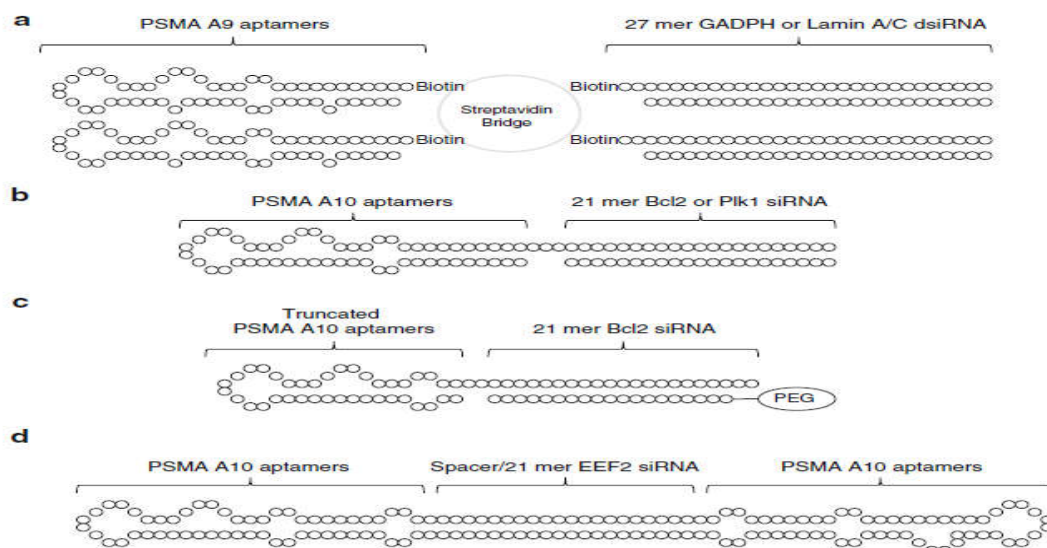 a
PSMA A9 aptamers 27 mer GADPH or Lamin A/C dsiRNA
Biotin Biotin
Streptavidin
Bridge
Biotin Biotin
b
PSMA A10 aptamers 21 mer Bcl2 or Plk1 siRNA
c
Truncated
PSMA A10 aptamers 21 mer Bcl2 siRNA
PEG
d
PSMA A10 aptamers Spacer/21 mer EEF2 siRNA PSMA A10 aptamers